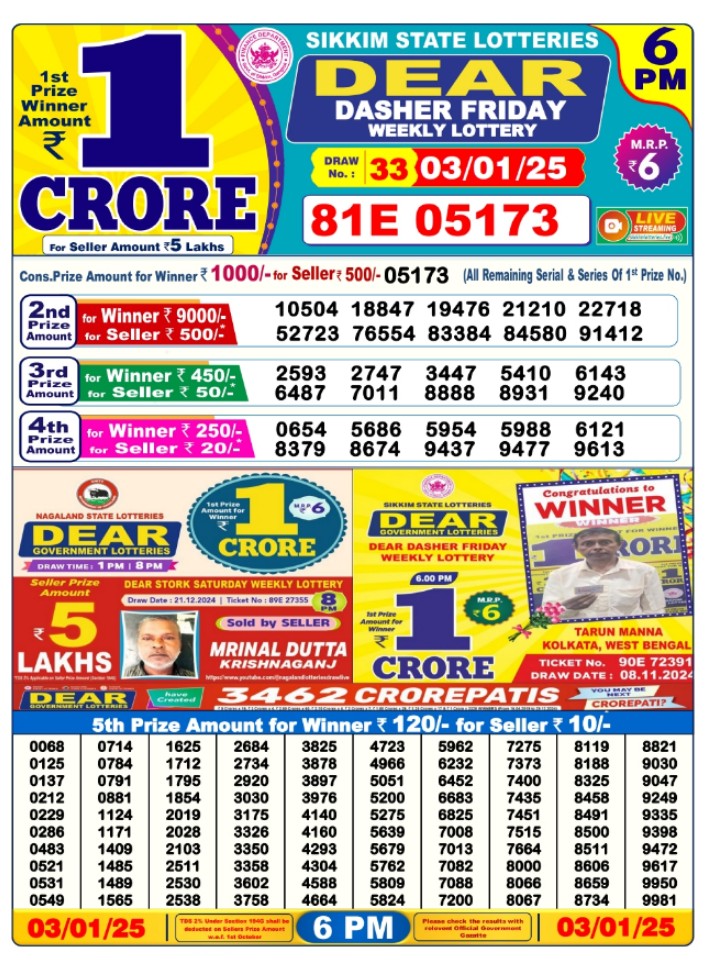 1st
Prize
Winner
Amount
₹
1
CRORE
For Seller Amount ₹5 Lakhs
SIKKIM STATE LOTTERIES
DEAR
DASHER FRIDAY
WEEKLY LOTTERY
6
PM
DRAW
No. :
33
03/01/25
M.R.P.
₹6
81E 05173
LIVE
STREAMING
Cons.Prize Amount for Winner ₹ 1000/- for Seller ₹ 500/- 05173 (All Remaining Serial & Series Of 1st Prize No.)
2nd
Prize
Amount
for Winner ₹ 9000/-
for Seller ₹ 500/-*
10504 18847 19476 21210 22718
52723 76554 83384 84580 91412
3rd
Prize
Amount
for Winner ₹ 450/-
for Seller ₹ 50/-*
2593 2747 3447 5410 6143
6487 7011 8888 8931 9240
4th
Prize
Amount
for Winner ₹ 250/-
for Seller ₹ 20/-*
0654 5686 5954 5988 6121
8379 8674 9437 9477 9613
NAGALAND STATE LOTTERIES
DEAR
GOVERNMENT LOTTERIES
DRAW TIME : 1 PM | 8 PM
1st Prize
Amount for
Winner
1
CRORE
M.R.P.
₹6
Seller Prize
Amount
₹5
LAKHS
DEAR STORK SATURDAY WEEKLY LOTTERY
Draw Date : 21.12.2024 | Ticket No : 89E 27355
8
PM
Sold by SELLER
MRINAL DUTTA
KRISHNAGANJ
SIKKIM STATE LOTTERIES
DEAR
GOVERNMENT LOTTERIES
DEAR DASHER FRIDAY
WEEKLY LOTTERY
6.00 PM
1st Prize
Amount for
Winner
₹
1
CRORE
M.R.P.
₹6
Congratulations to
WINNER
TARUN MANNA
KOLKATA, WEST BENGAL
TICKET No. 90E 72391
DRAW DATE : 08.11.2024
DEAR
GOVERNMENT LOTTERIES
have
Created
3462 CROREPATIS
YOU MAY BE
NEXT
CROREPATI?
5th Prize Amount for Winner ₹ 120/- for Seller ₹ 10/-
0068 0714 1625 2684 3825 4723 5962 7275 8119 8821
0125 0784 1712 2734 3878 4966 6232 7373 8188 9030
0137 0791 1795 2920 3897 5051 6452 7400 8325 9047
0212 0881 1854 3030 3976 5200 6683 7435 8458 9249
0229 1124 2019 3175 4140 5275 6825 7451 8491 9335
0286 1171 2028 3326 4160 5639 7008 7515 8500 9398
0483 1409 2103 3350 4293 5679 7013 7664 8511 9472
0521 1485 2511 3358 4304 5762 7082 8000 8606 9617
0531 1489 2530 3602 4588 5809 7088 8066 8659 9950
0549 1565 2538 3758 4664 5824 7200 8067 8734 9981
03/01/25
TDS 2% Under Section 194G shall be
deducted on Sellers Prize Amount
w.e.f. 1st October
6 PM
Please check the results with
relevant Official Government
Gazette
03/01/25